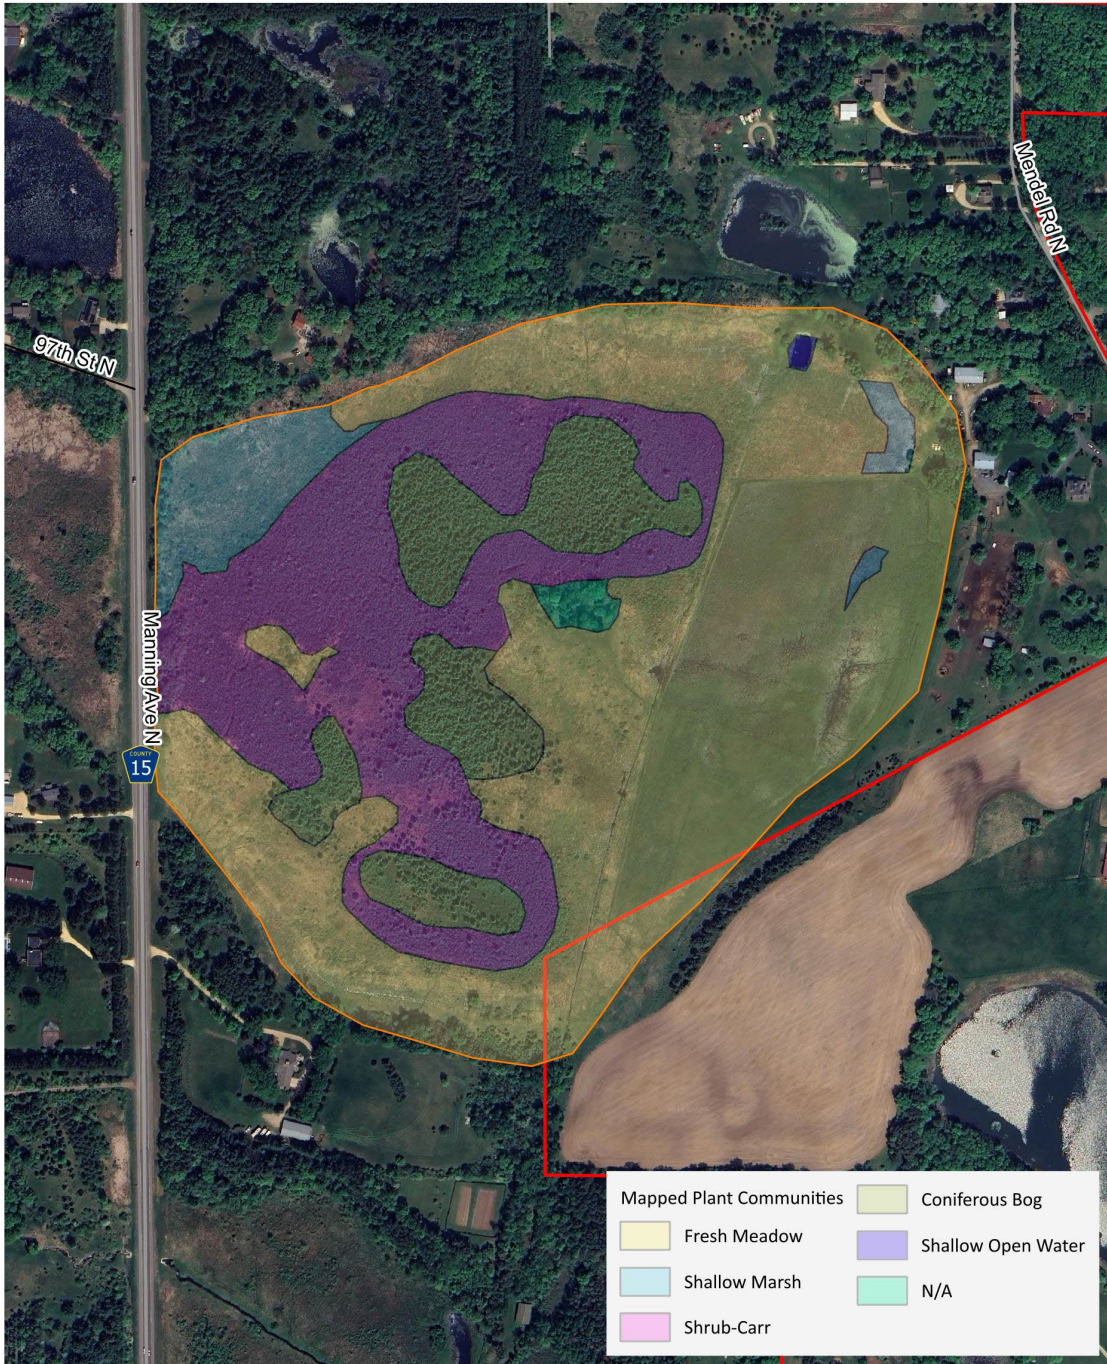 Mendel Rd N
97th St N
Manning Ave N
COUNTY
15
Mapped Plant Communities
Fresh Meadow
Shallow Marsh
Shrub-Carr
Coniferous Bog
Shallow Open Water
N/A